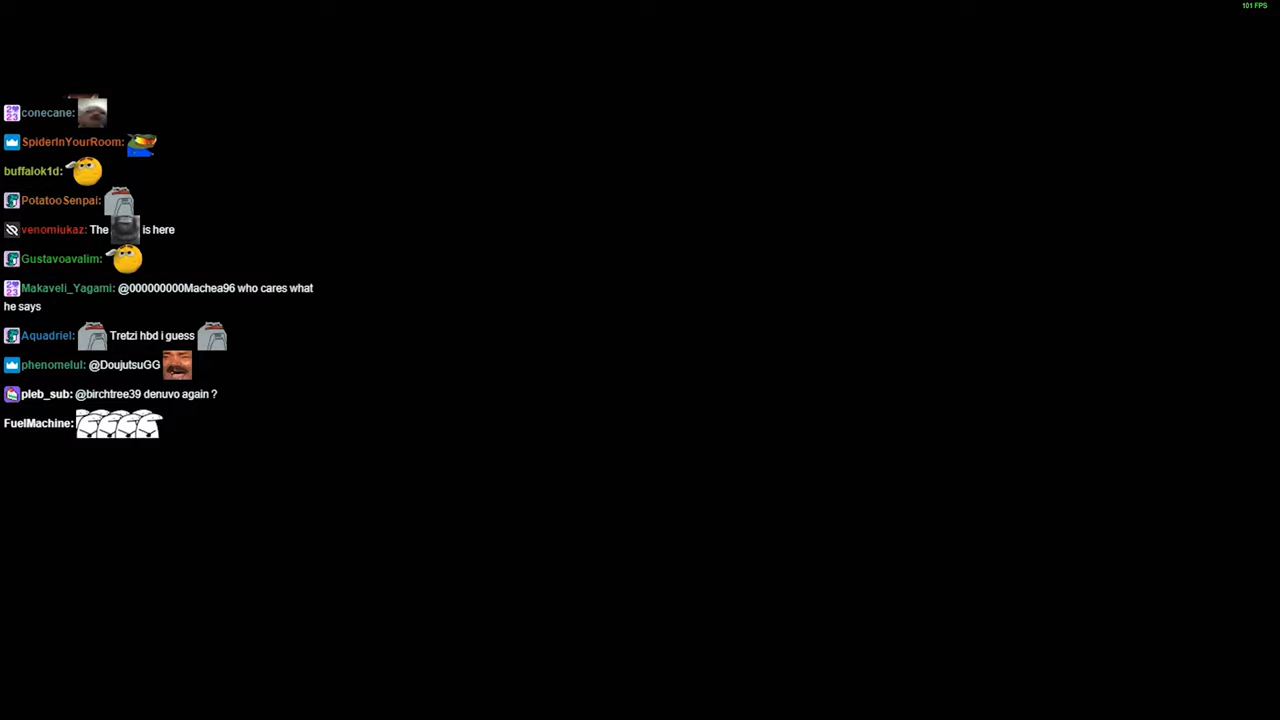 101 FPS
conecane:
SpiderInYourRoom:
buffalok1d:
PotatooSenpai:
venomiukaz: The is here
Gustavoavalim:
Makaveli_Yagami: @000000000Machea96 who cares what
he says
Aquadriel: Tretzi hbd i guess
phenomelul: @DoujutsuGG
pleb_sub: @birchtree39 denuvo again ?
FuelMachine: